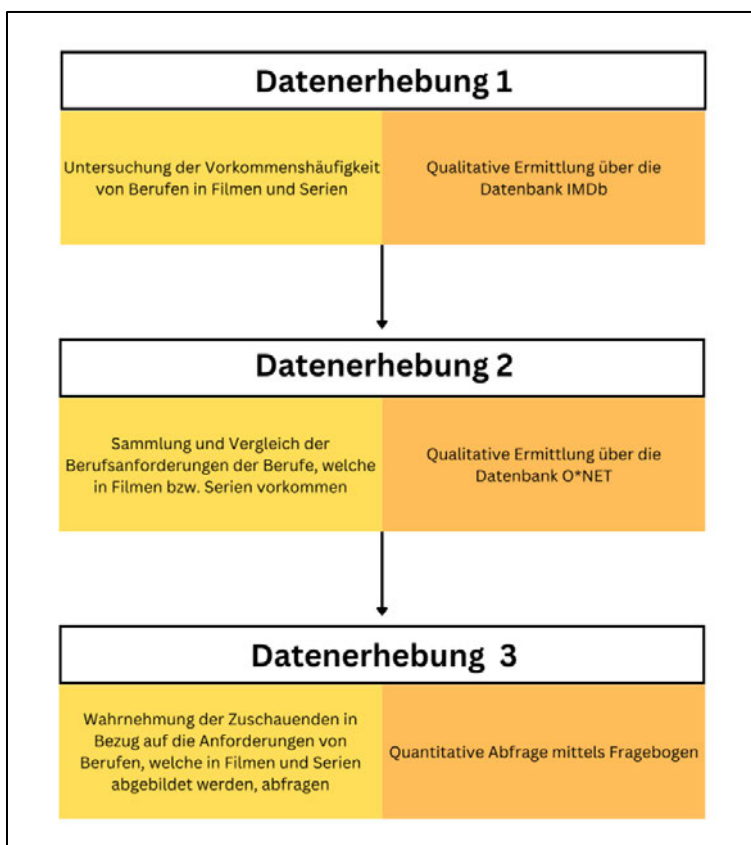 Datenerhebung 1
Untersuchung der Vorkommenshäufigkeit
von Berufen in Filmen und Serien
Qualitative Ermittlung über die
Datenbank IMDb
Datenerhebung 2
Sammlung und Vergleich der
Berufsanforderungen der Berufe, welche
in Filmen bzw. Serien vorkommen
Qualitative Ermittlung über die
Datenbank O*NET
Datenerhebung 3
Wahrnehmung der Zuschauenden in
Bezug auf die Anforderungen von
Berufen, welche in Filmen und Serien
abgebildet werden, abfragen
Quantitative Abfrage mittels Fragebogen